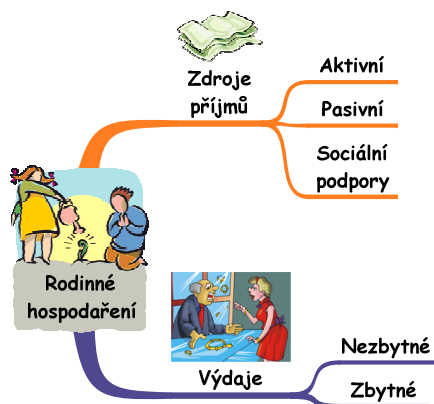 Zdroje
příjmů
Aktivní
Pasivní
Sociální
podpory
Rodinné
hospodaření
Výdaje
Nezbytné
Zbytné